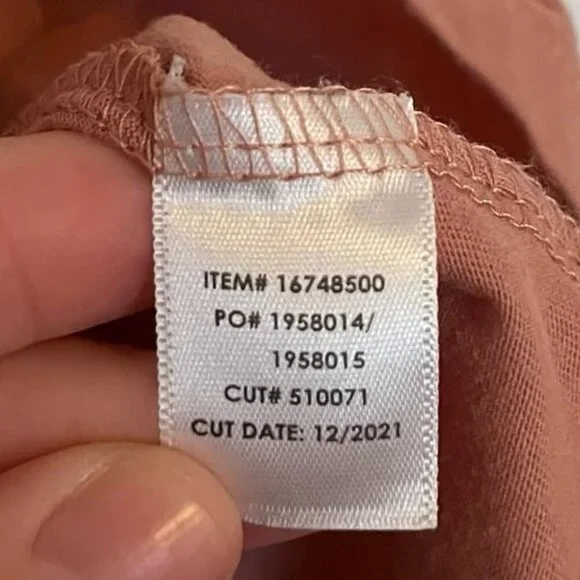 ITEM# 16748500
PO# 1958014/
1958015
CUT# 510071
CUT DATE: 12/2021